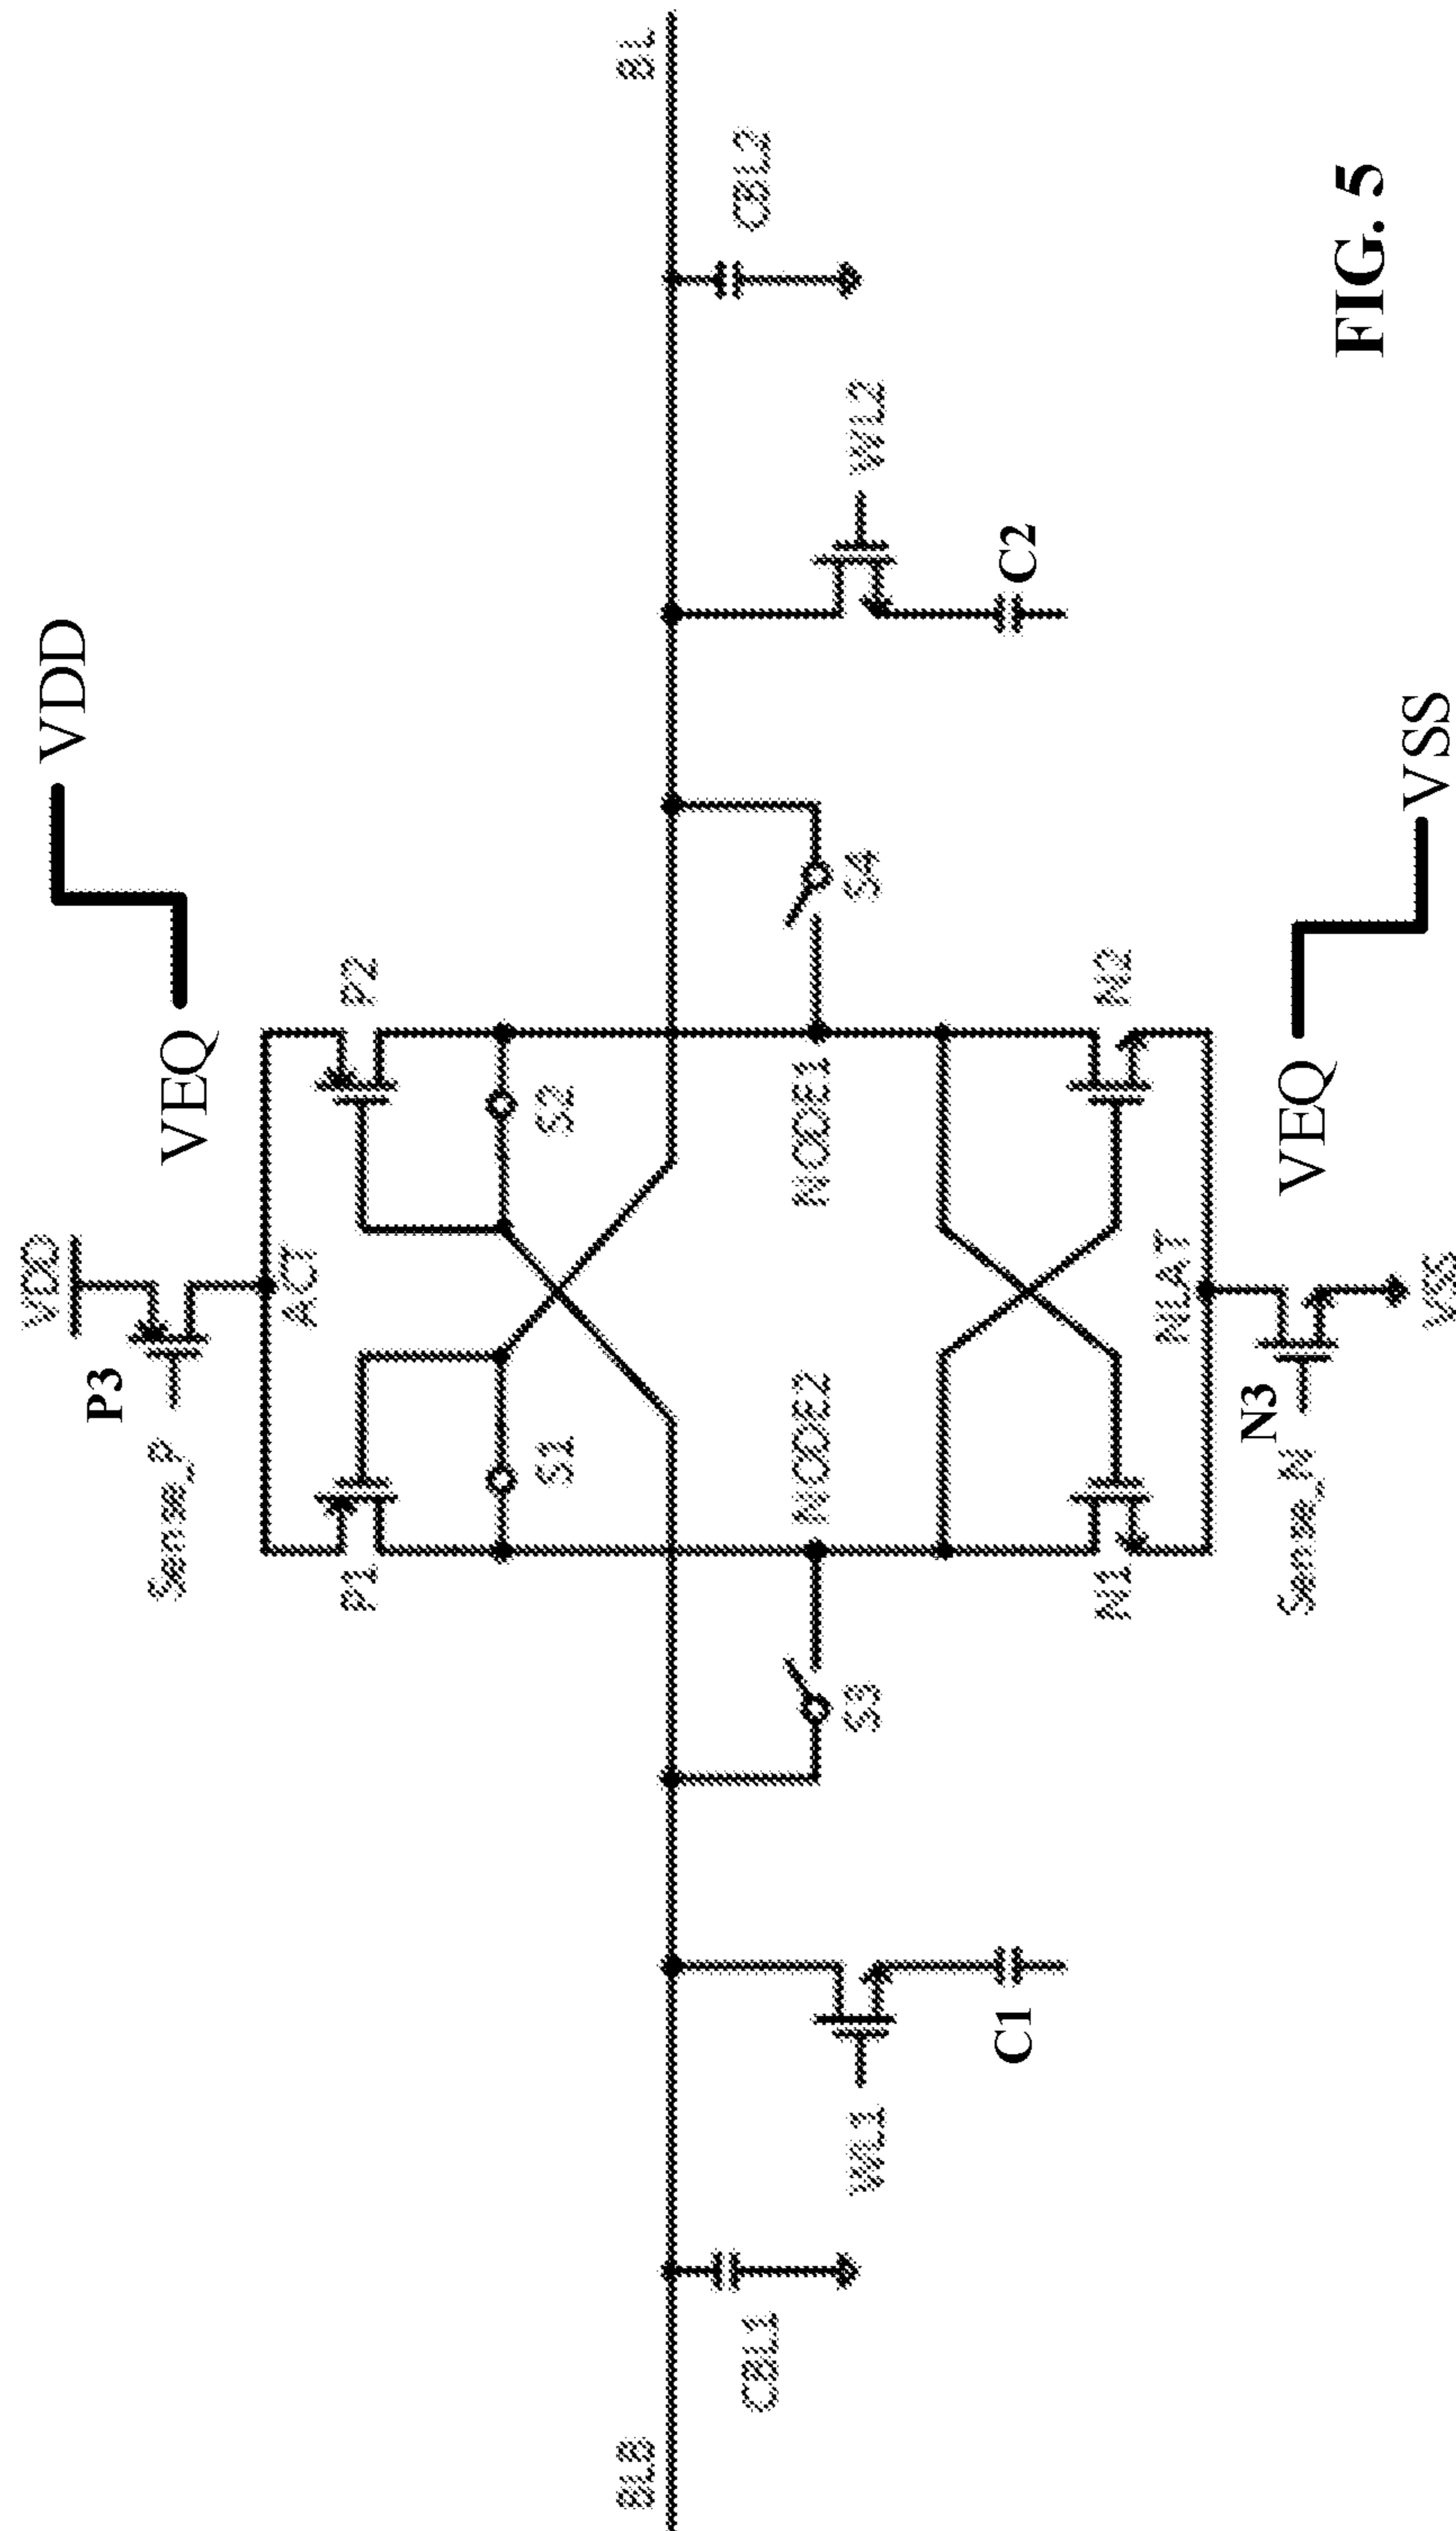 VDD
P3
Sense_P
ACT
VEQ
VDD
P1
P2
S1
S2
BLB
BL
CBL1
CBL2
WL1
WL2
C1
C2
S3
S4
NODE2
NODE1
N1
N2
NLAT
N3
Sense_N
VSS
VEQ
VSS
FIG. 5